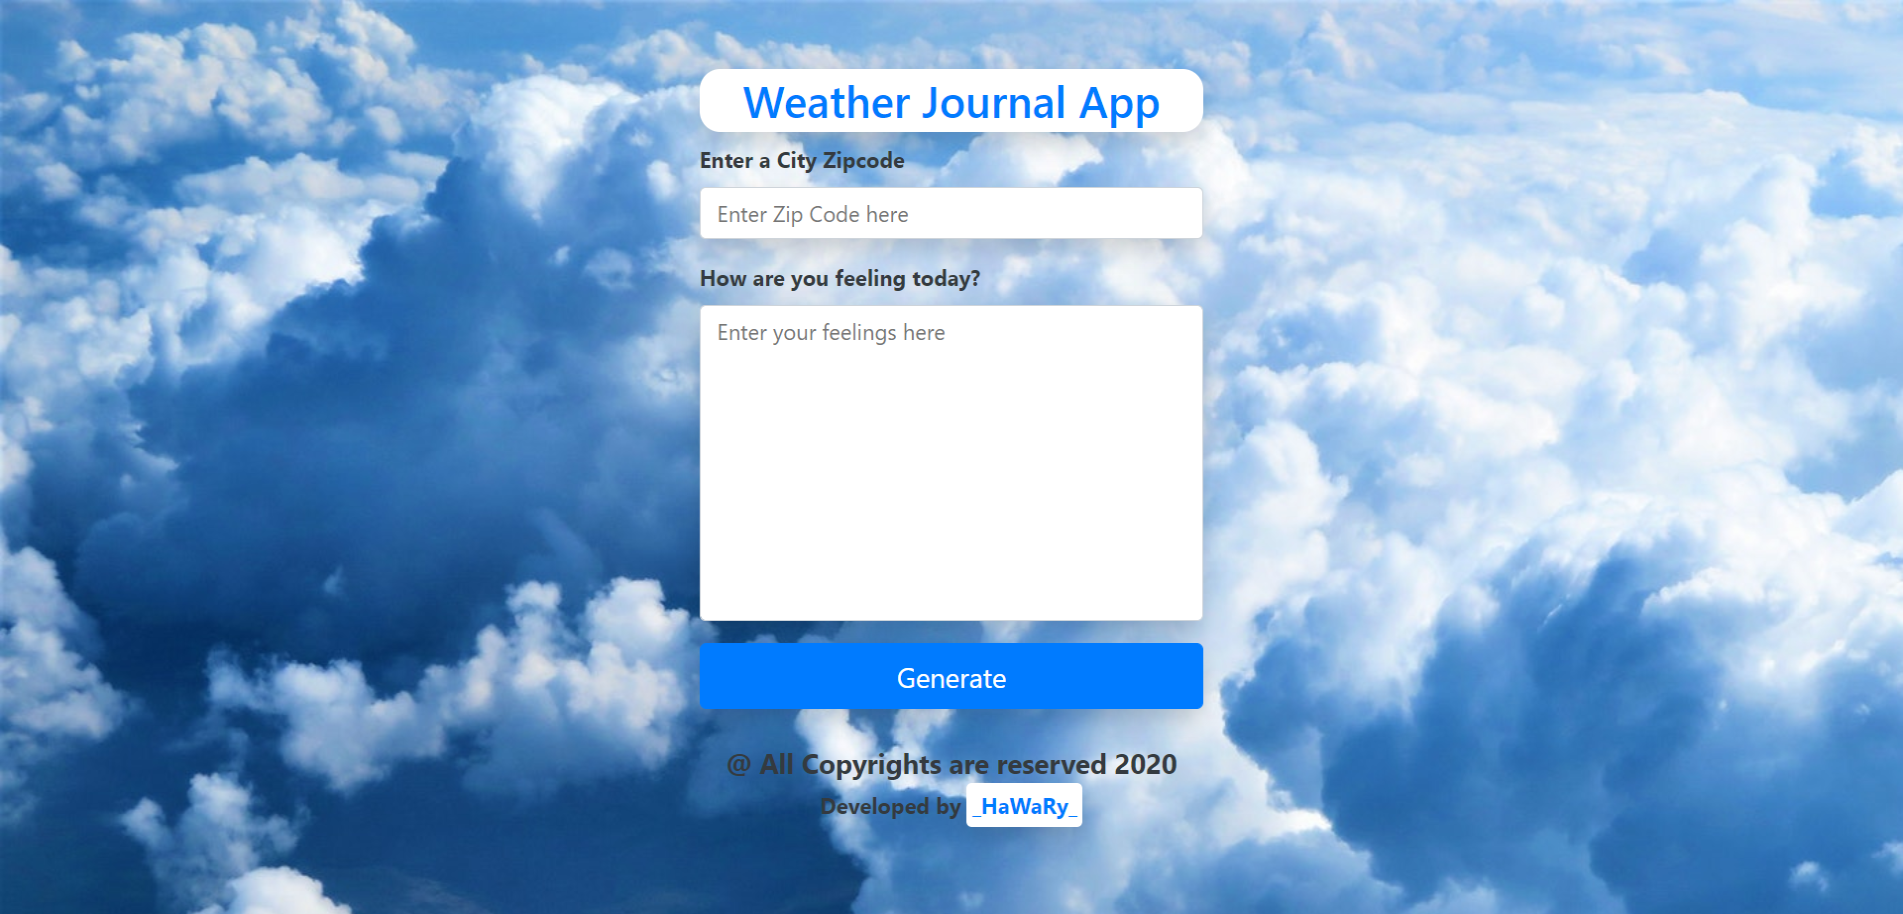 Weather Journal App
Enter a City Zipcode
Enter Zip Code here
How are you feeling today?
Enter your feelings here
Generate
@ All Copyrights are reserved 2020
Developed by _HaWaRy_